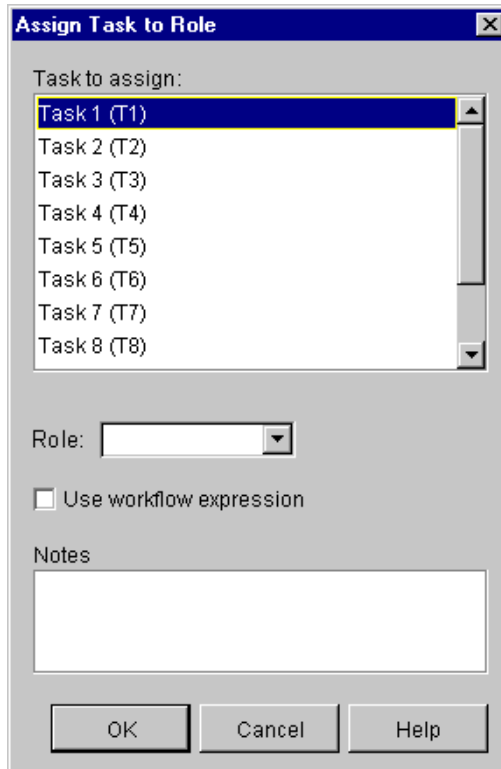 Assign Task to Role
Task to assign:
Task 1 (T1)
Task 2 (T2)
Task 3 (T3)
Task 4 (T4)
Task 5 (T5)
Task 6 (T6)
Task 7 (T7)
Task 8 (T8)
Role:
Use workflow expression
Notes
OK Cancel Help